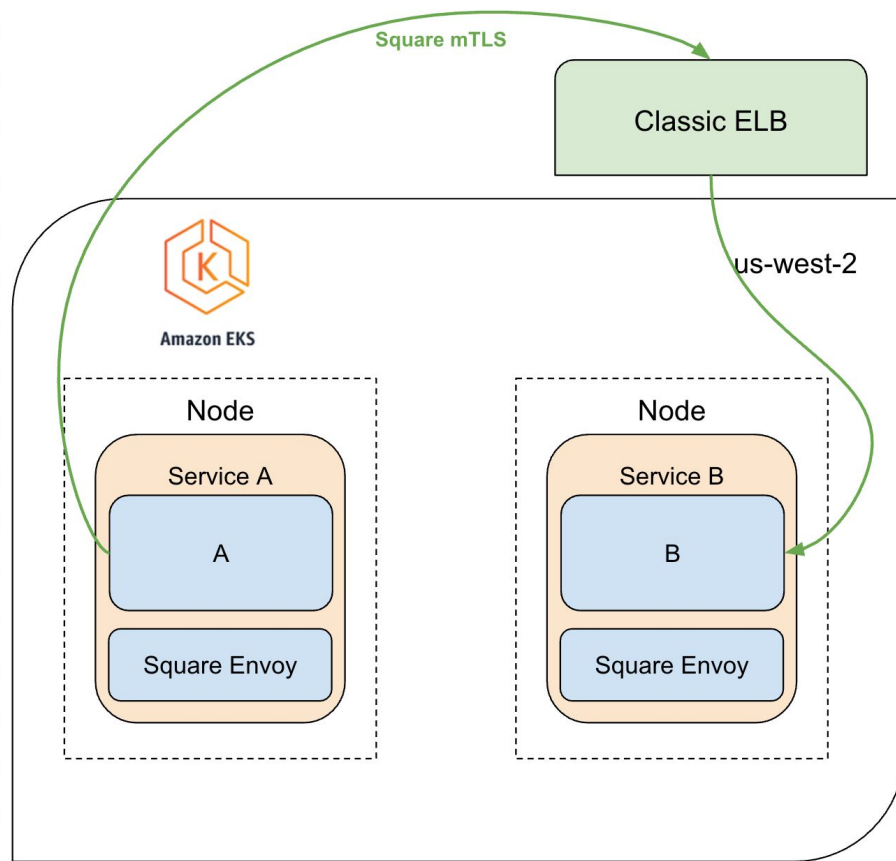 Square mTLS
Classic ELB
us-west-2
K
Amazon EKS
Node
Service A
A
Square Envoy
Node
Service B
B
Square Envoy